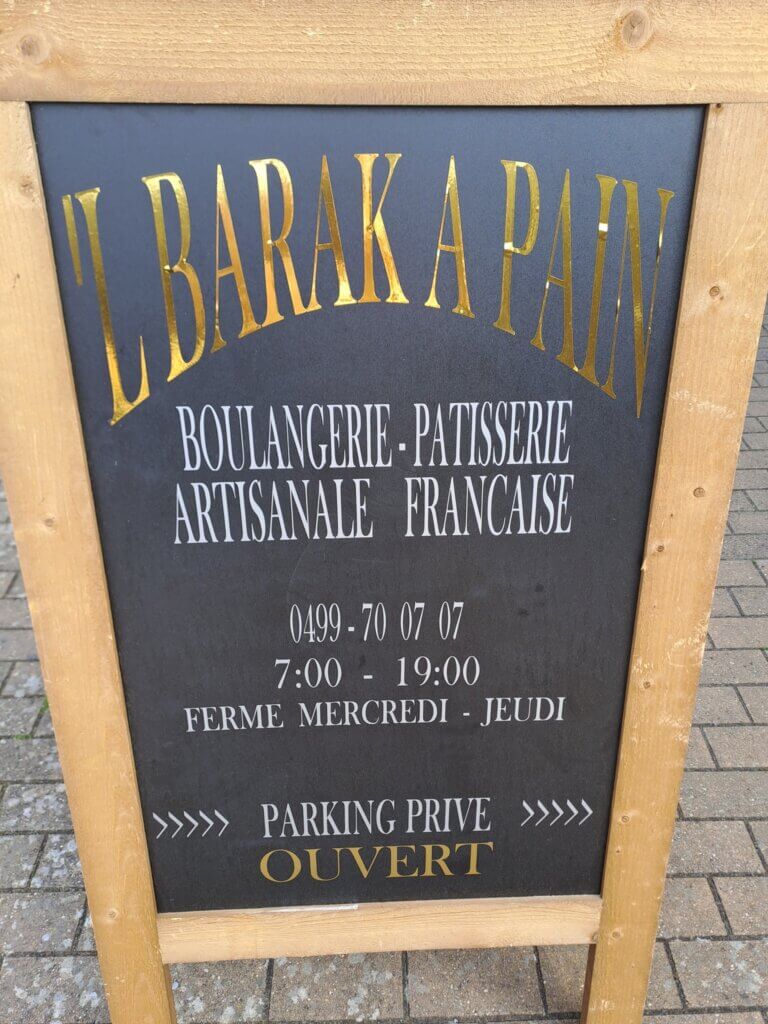 'L BARAK A PAIN
BOULANGERIE - PATISSERIE
ARTISANALE FRANCAISE
0499 - 70 07 07
7:00 - 19:00
FERME MERCREDI - JEUDI
>>>>> PARKING PRIVE >>>>>
OUVERT